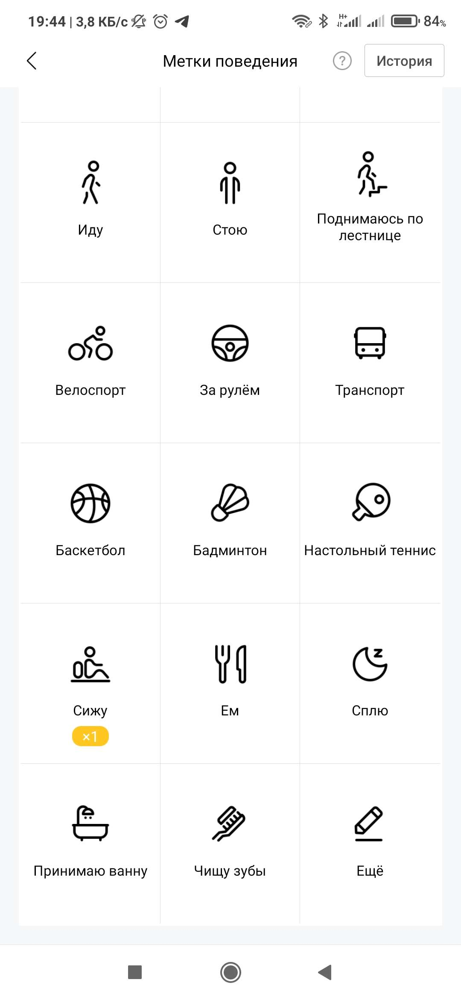 19:44 | 3,8 КБ/с H+ 84%
Метки поведения ? История
Иду
Стою
Поднимаюсь по
лестнице
Велоспорт
За рулём
Транспорт
Баскетбол
Бадминтон
Настольный теннис
Сижу
×1
Ем
z
Сплю
Принимаю ванну
Чищу зубы
Ещё